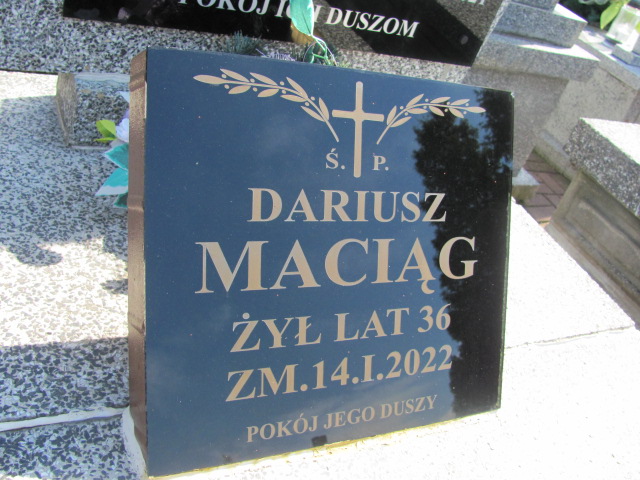 POKÓJ ICH DUSZOM
Ś. P.
DARIUSZ
MACIĄG
ŻYŁ LAT 36
ZM.14.I.2022
POKÓJ JEGO DUSZY